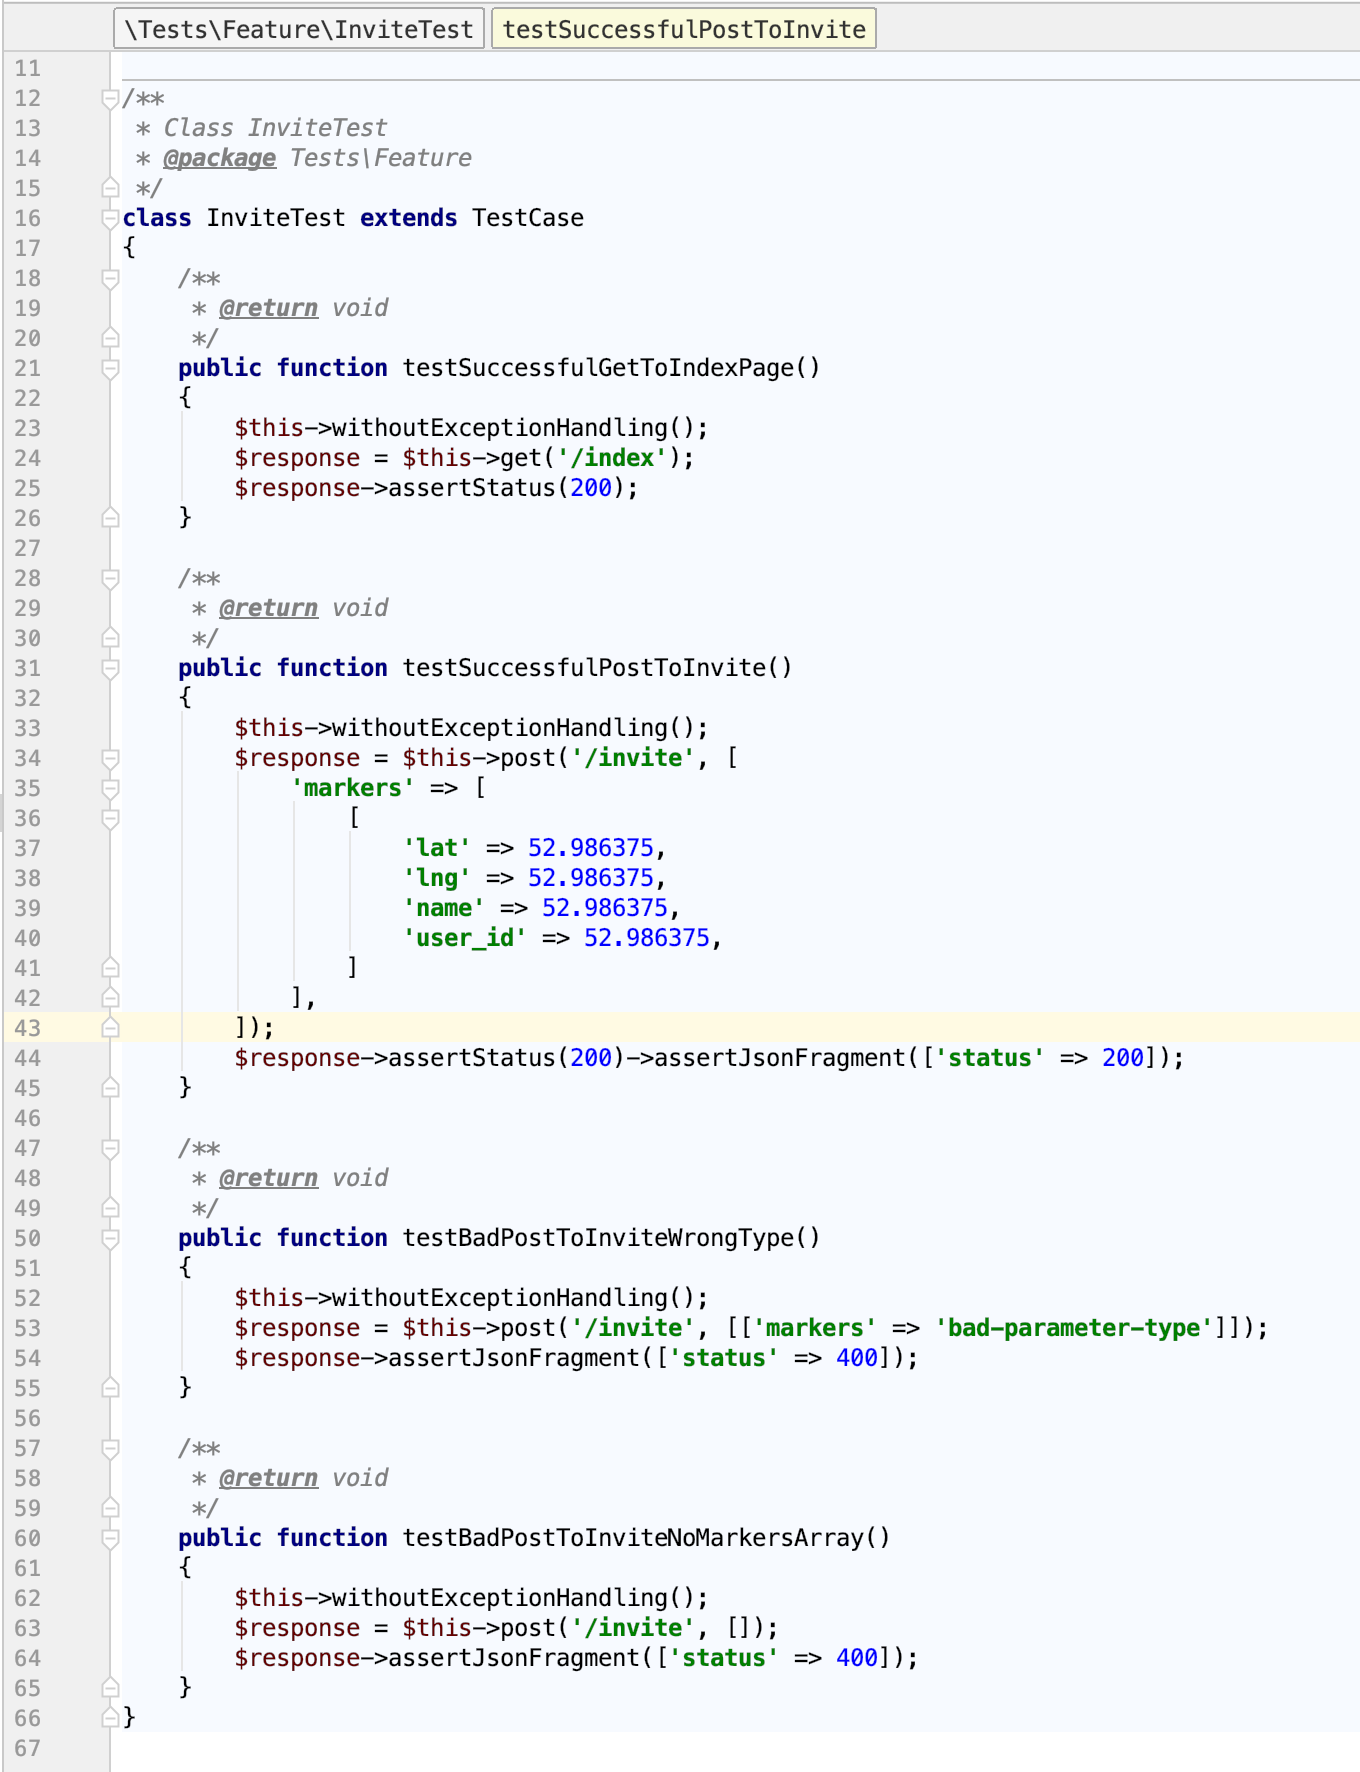 \Tests\Feature\InviteTest testSuccessfulPostToInvite
11
12 /**
13  * Class InviteTest
14  * @package Tests\Feature
15  */
16 class InviteTest extends TestCase
17 {
18     /**
19      * @return void
20      */
21     public function testSuccessfulGetToIndexPage()
22     {
23         $this->withoutExceptionHandling();
24         $response = $this->get('/index');
25         $response->assertStatus(200);
26     }
27
28     /**
29      * @return void
30      */
31     public function testSuccessfulPostToInvite()
32     {
33         $this->withoutExceptionHandling();
34         $response = $this->post('/invite', [
35             'markers' => [
36                 [
37                     'lat' => 52.986375,
38                     'lng' => 52.986375,
39                     'name' => 52.986375,
40                     'user_id' => 52.986375,
41                 ]
42             ],
43         ]);
44         $response->assertStatus(200)->assertJsonFragment(['status' => 200]);
45     }
46
47     /**
48      * @return void
49      */
50     public function testBadPostToInviteWrongType()
51     {
52         $this->withoutExceptionHandling();
53         $response = $this->post('/invite', [['markers' => 'bad-parameter-type']]);
54         $response->assertJsonFragment(['status' => 400]);
55     }
56
57     /**
58      * @return void
59      */
60     public function testBadPostToInviteNoMarkersArray()
61     {
62         $this->withoutExceptionHandling();
63         $response = $this->post('/invite', []);
64         $response->assertJsonFragment(['status' => 400]);
65     }
66 }
67